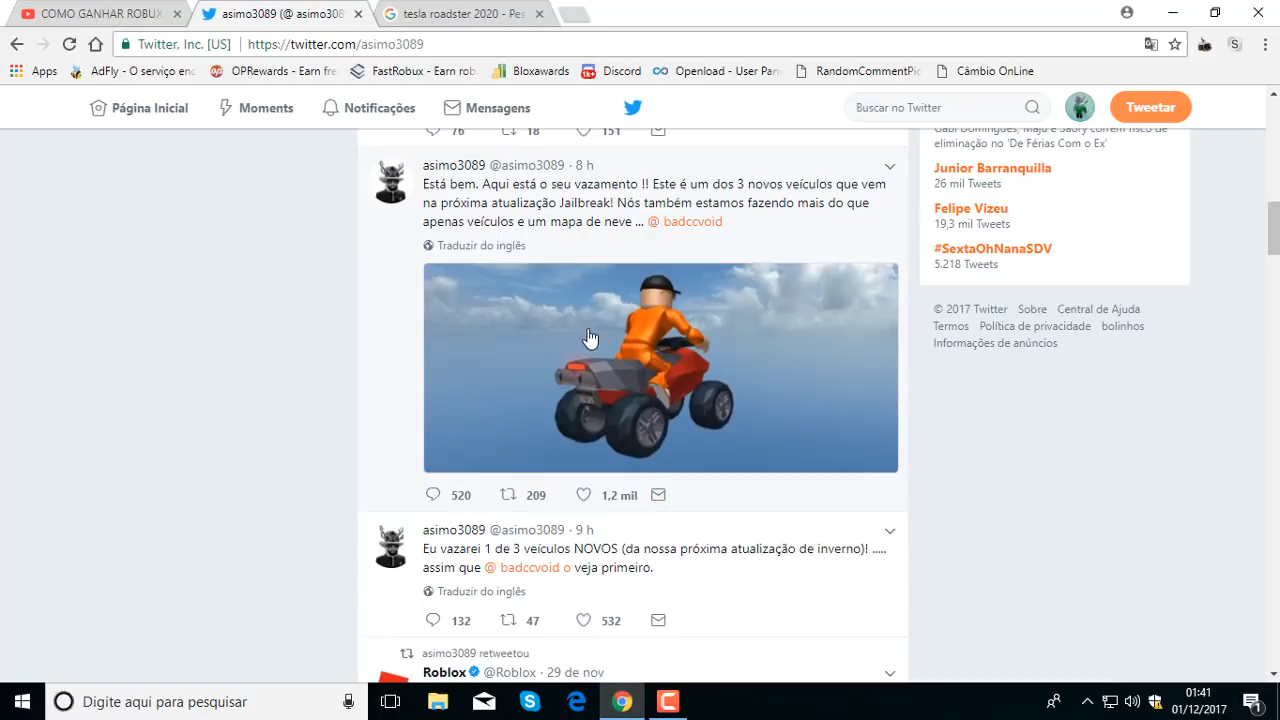 COMO GANHAR ROBUX
asimo3089 (@ asimo3089
tesla roadster 2020 - Pes
Twitter, Inc. [US]
https://twitter.com/asimo3089
Apps
AdFly - O serviço enc
OPRewards - Earn fre
FastRobux - Earn rob
Bloxawards
Discord
Openload - User Pan
RandomCommentPic
Câmbio OnLine
Página Inicial
Moments
Notificações
Mensagens
Buscar no Twitter
Tweetar
76 18 151
asimo3089 @asimo3089 · 8 h
Está bem. Aqui está o seu vazamento !! Este é um dos 3 novos veículos que vem
na próxima atualização Jailbreak! Nós também estamos fazendo mais do que
apenas veículos e um mapa de neve ... @ badccvoid
Traduzir do inglês
520 209 1,2 mil
asimo3089 @asimo3089 · 9 h
Eu vazarei 1 de 3 veículos NOVOS (da nossa próxima atualização de inverno)! .....
assim que @ badccvoid o veja primeiro.
Traduzir do inglês
132 47 532
asimo3089 retweetou
Roblox @Roblox · 29 de nov
Gabi Domingues, Maju e Saory correm risco de
eliminação no 'De Férias Com o Ex'
Junior Barranquilla
26 mil Tweets
Felipe Vizeu
19,3 mil Tweets
#SextaOhNanaSDV
5.218 Tweets
© 2017 Twitter Sobre Central de Ajuda
Termos Política de privacidade bolinhos
Informações de anúncios
Digite aqui para pesquisar
01:41
01/12/2017